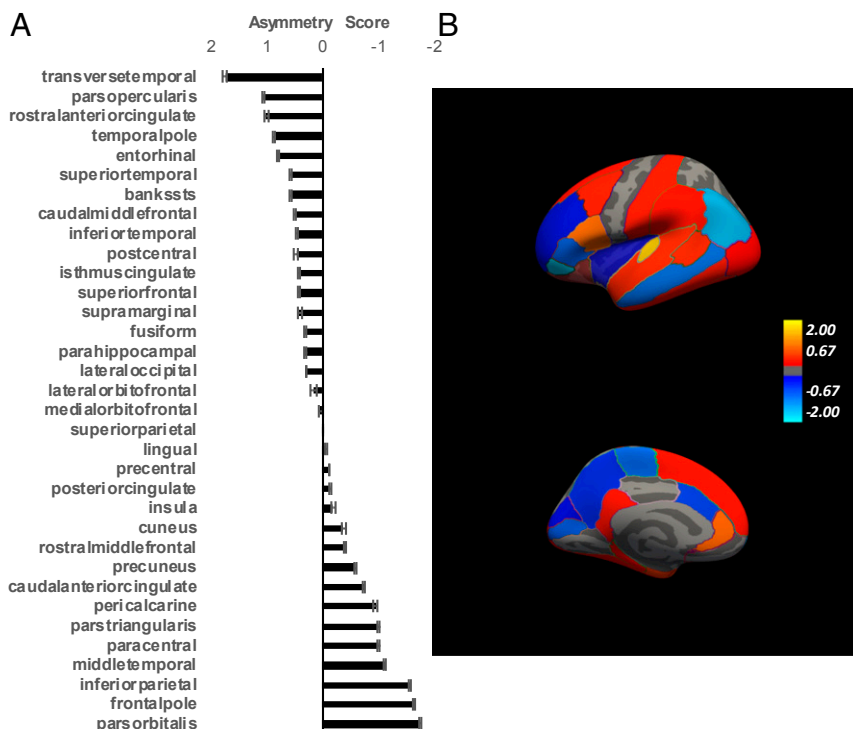 A
Asymmetry Score
2 1 0 -1 -2
transversetemporal
parsopercularis
rostralanteriorcingulate
temporalpole
entorhinal
superiortemporal
bankssts
caudalmiddlefrontal
inferiortemporal
postcentral
isthmuscingulate
superiorfrontal
supramarginal
fusiform
parahippocampal
lateraloccipital
lateralorbitofrontal
medialorbitofrontal
superiorparietal
lingual
precentral
posteriorcingulate
insula
cuneus
rostralmiddlefrontal
precuneus
caudalanteriorcingulate
pericalcarine
parstriangularis
paracentral
middletemporal
inferiorparietal
frontalpole
parsorbitalis
B
2.00
0.67
-0.67
-2.00